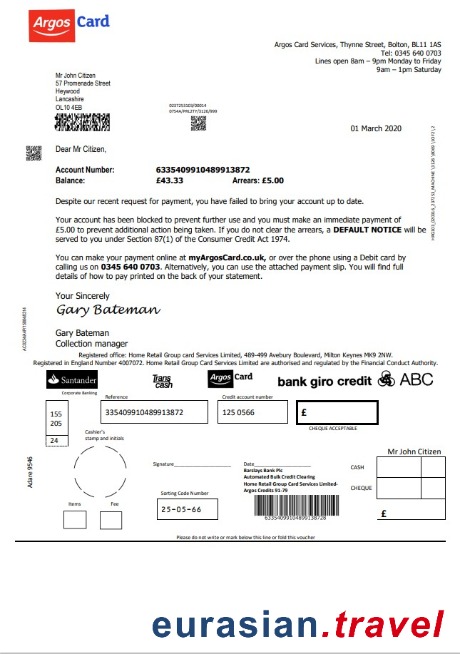 Argos Card
Argos Card Services, Thynne Street, Bolton, BL11 1AS
Tel: 0345 640 0703
Lines open 8am – 9pm Monday to Friday
9am – 1pm Saturday
Mr John Citizen
57 Promenade Street
Heywood
Lancashire
OL10 4EB
01 March 2020
Dear Mr Citizen,
Account Number: 6335409910489913872
Balance: £43.33 Arrears: £5.00
Despite our recent request for payment, you have failed to bring your account up to date.
Your account has been blocked to prevent further use and you must make an immediate payment of
£5.00 to prevent additional action being taken. If you do not clear the arrears, a DEFAULT NOTICE will be
served to you under Section 87(1) of the Consumer Credit Act 1974.
You can make your payment online at myArgosCard.co.uk, or over the phone using a Debit card by
calling us on 0345 640 0703. Alternatively, you can use the attached payment slip. You will find full
details of how to pay printed on the back of your statement.
Your Sincerely
Gary Bateman
Gary Bateman
Collection manager
Registered office: Home Retail Group card Services Limited, 489-499 Avebury Boulevard, Milton Keynes MK9 2NW.
Registered in England Number 4007072. Home Retail Group Card Services Limited are authorised and regulated by the Financial Conduct Authority.
Santander
Corporate Banking
Trans cash
Argos Card
bank giro credit
ABC
Reference
335409910489913872
Credit account number
125 0566
£
CHEQUE ACCEPTABLE
155
205
24
Cashier's
stamp and initials
Adare 9546
Mr John Citizen
Signature
Date
CASH
CHEQUE
£
Barclays Bank Plc
Automated Bulk Credit Clearing
Home Retail Group Card Services Limited-
Argos Credits 91-79
Items
Fee
Sorting Code Number
25-05-66
Please do not write or mark below this line or fold this voucher
eurasian.travel